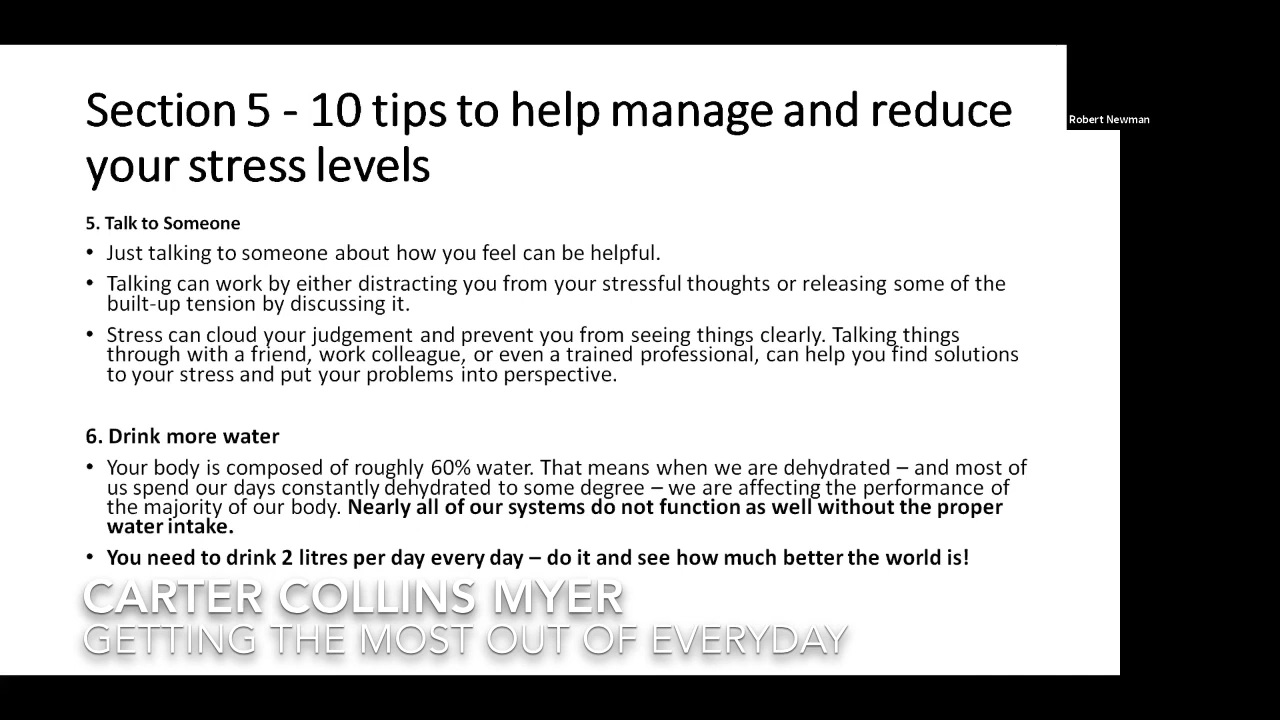 Section 5 - 10 tips to help manage and reduce
your stress levels
Robert Newman
5. Talk to Someone
• Just talking to someone about how you feel can be helpful.
• Talking can work by either distracting you from your stressful thoughts or releasing some of the
built-up tension by discussing it.
• Stress can cloud your judgement and prevent you from seeing things clearly. Talking things
through with a friend, work colleague, or even a trained professional, can help you find solutions
to your stress and put your problems into perspective.
6. Drink more water
• Your body is composed of roughly 60% water. That means when we are dehydrated – and most of
us spend our days constantly dehydrated to some degree – we are affecting the performance of
the majority of our body. Nearly all of our systems do not function as well without the proper
water intake.
• You need to drink 2 litres per day every day – do it and see how much better the world is!
CARTER COLLINS MYER
GETTING THE MOST OUT OF EVERYDAY